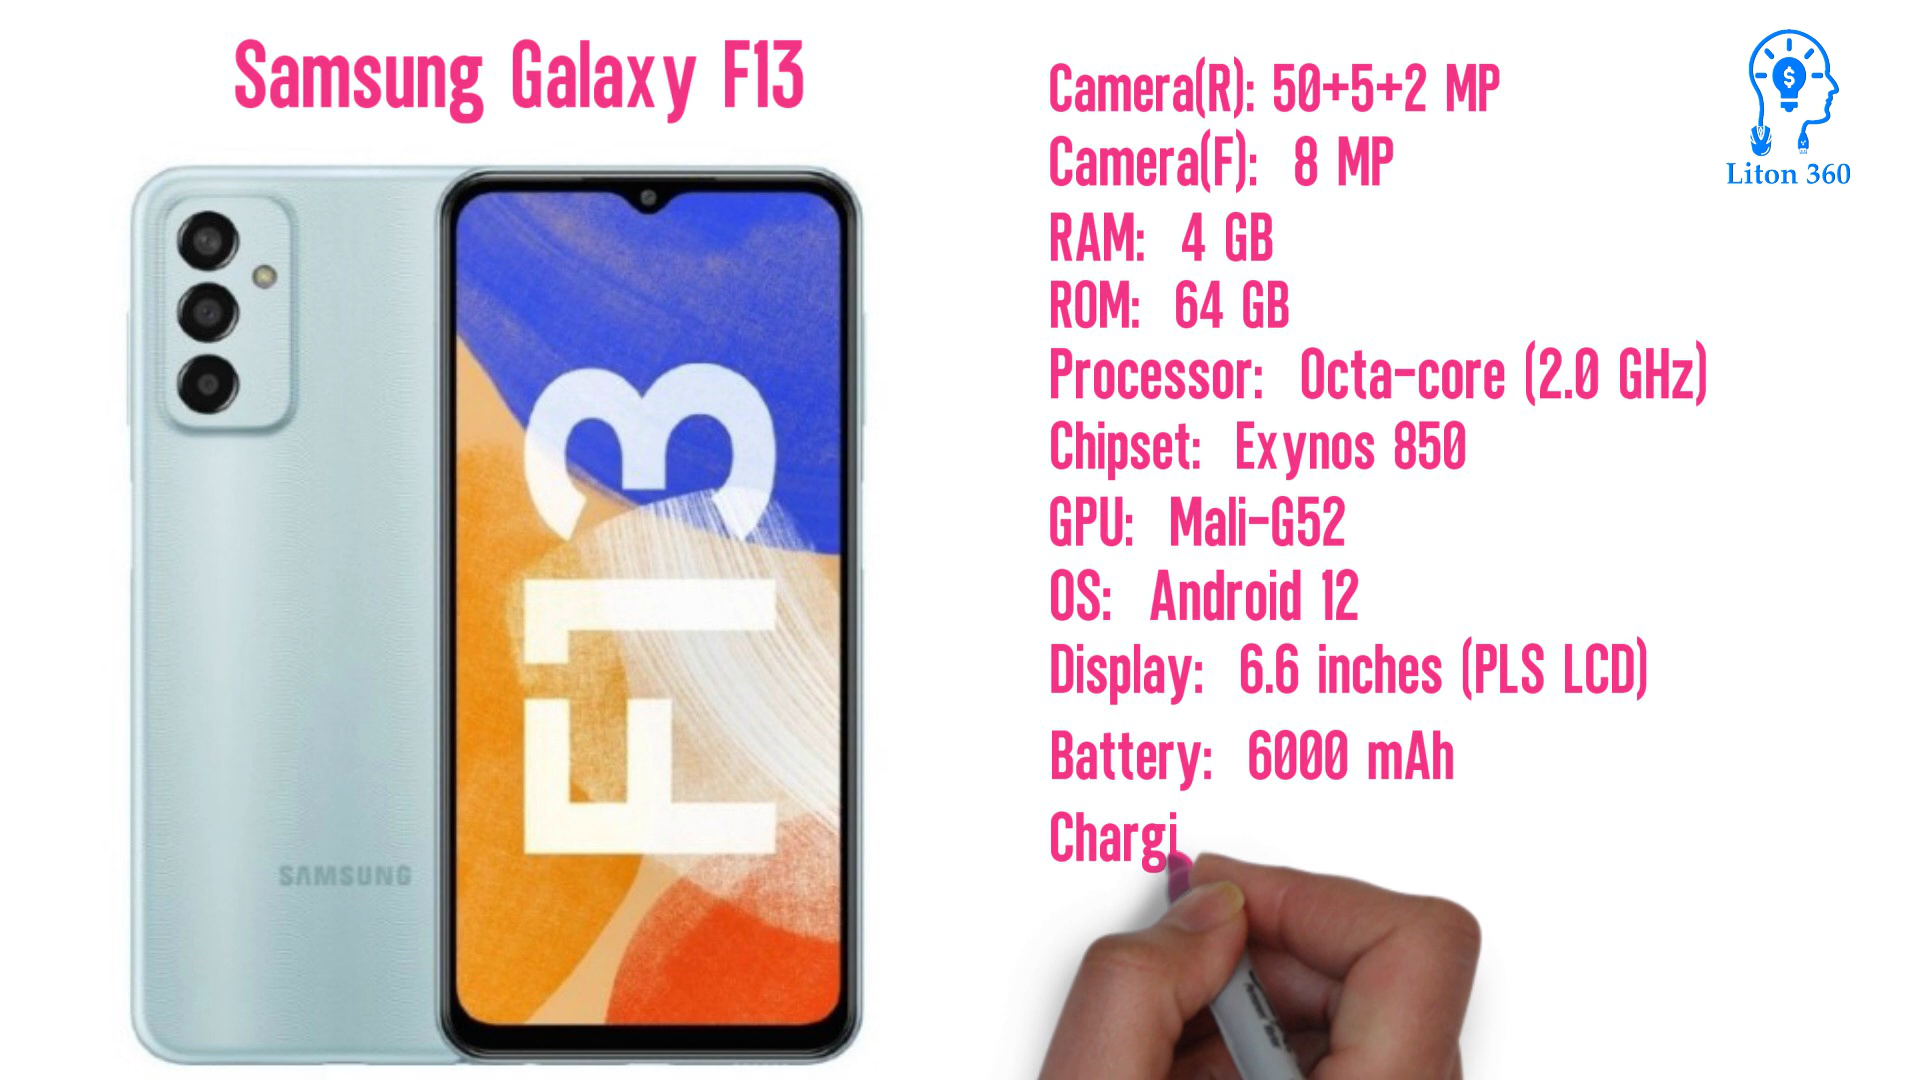 Samsung Galaxy F13
Camera(R): 50+5+2 MP
Camera(F): 8 MP
RAM: 4 GB
ROM: 64 GB
Processor: Octa-core (2.0 GHz)
Chipset: Exynos 850
GPU: Mali-G52
OS: Android 12
Display: 6.6 inches (PLS LCD)
Battery: 6000 mAh
Chargi
Liton 360
$
F13
SAMSUNG